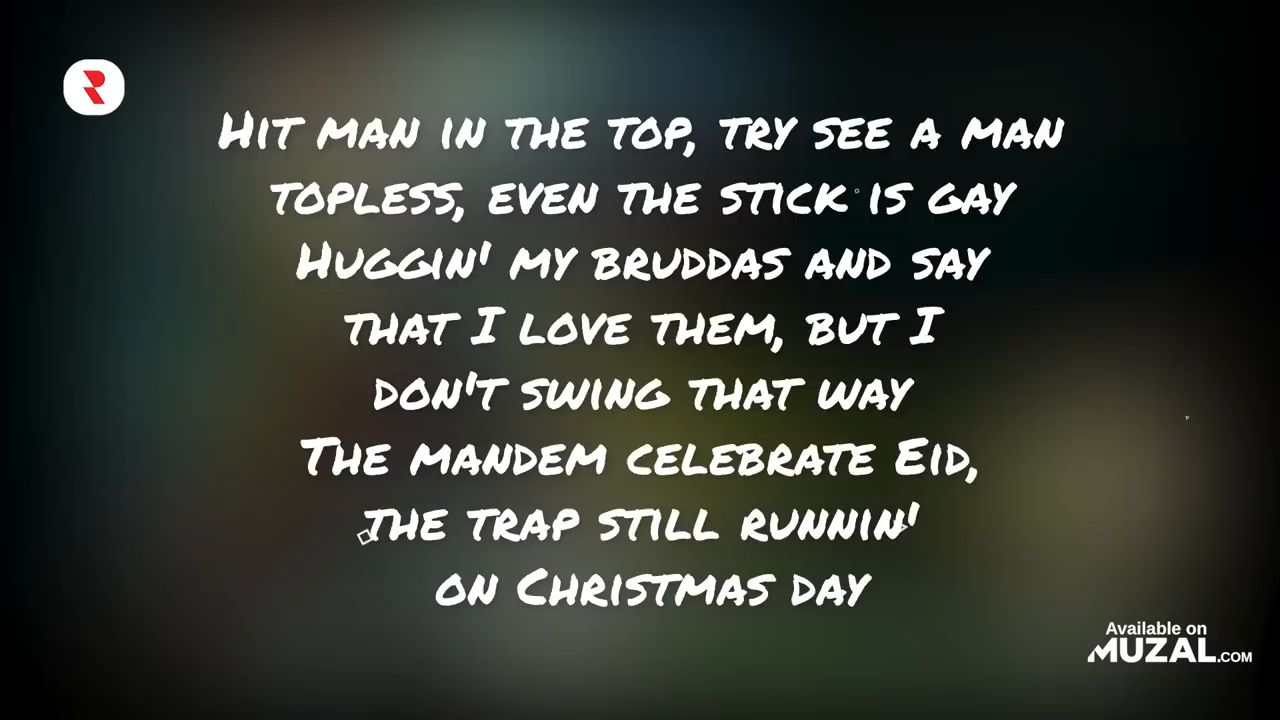 R
Hit man in the top, try see a man
topless, even the stick is gay
Huggin' my bruddas and say
that I love them, but I
don't swing that way
The mandem celebrate Eid,
the trap still runnin'
on Christmas day
Available on
MUZAL.COM